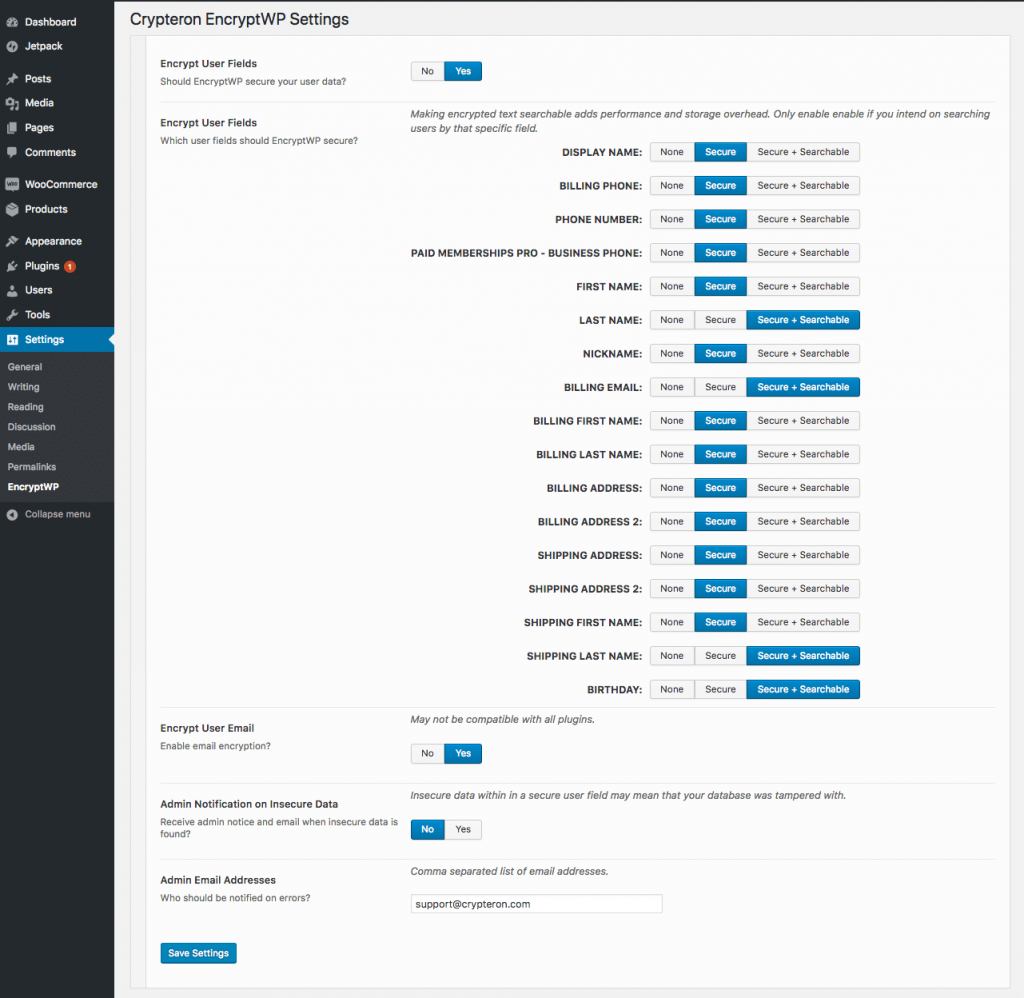 Dashboard
Jetpack
Posts
Media
Pages
Comments
WOO WooCommerce
Products
Appearance
Plugins 1
Users
Tools
Settings
General
Writing
Reading
Discussion
Media
Permalinks
EncryptWP
Collapse menu
Crypteron EncryptWP Settings
Encrypt User Fields
Should EncryptWP secure your user data?
No Yes
Encrypt User Fields
Which user fields should EncryptWP secure?
Making encrypted text searchable adds performance and storage overhead. Only enable enable if you intend on searching
users by that specific field.
DISPLAY NAME: None Secure Secure + Searchable
BILLING PHONE: None Secure Secure + Searchable
PHONE NUMBER: None Secure Secure + Searchable
PAID MEMBERSHIPS PRO - BUSINESS PHONE: None Secure Secure + Searchable
FIRST NAME: None Secure Secure + Searchable
LAST NAME: None Secure Secure + Searchable
NICKNAME: None Secure Secure + Searchable
BILLING EMAIL: None Secure Secure + Searchable
BILLING FIRST NAME: None Secure Secure + Searchable
BILLING LAST NAME: None Secure Secure + Searchable
BILLING ADDRESS: None Secure Secure + Searchable
BILLING ADDRESS 2: None Secure Secure + Searchable
SHIPPING ADDRESS: None Secure Secure + Searchable
SHIPPING ADDRESS 2: None Secure Secure + Searchable
SHIPPING FIRST NAME: None Secure Secure + Searchable
SHIPPING LAST NAME: None Secure Secure + Searchable
BIRTHDAY: None Secure Secure + Searchable
Encrypt User Email
Enable email encryption?
May not be compatible with all plugins.
No Yes
Admin Notification on Insecure Data
Receive admin notice and email when insecure data is
found?
Insecure data within in a secure user field may mean that your database was tampered with.
No Yes
Admin Email Addresses
Who should be notified on errors?
Comma separated list of email addresses.
support@crypteron.com
Save Settings